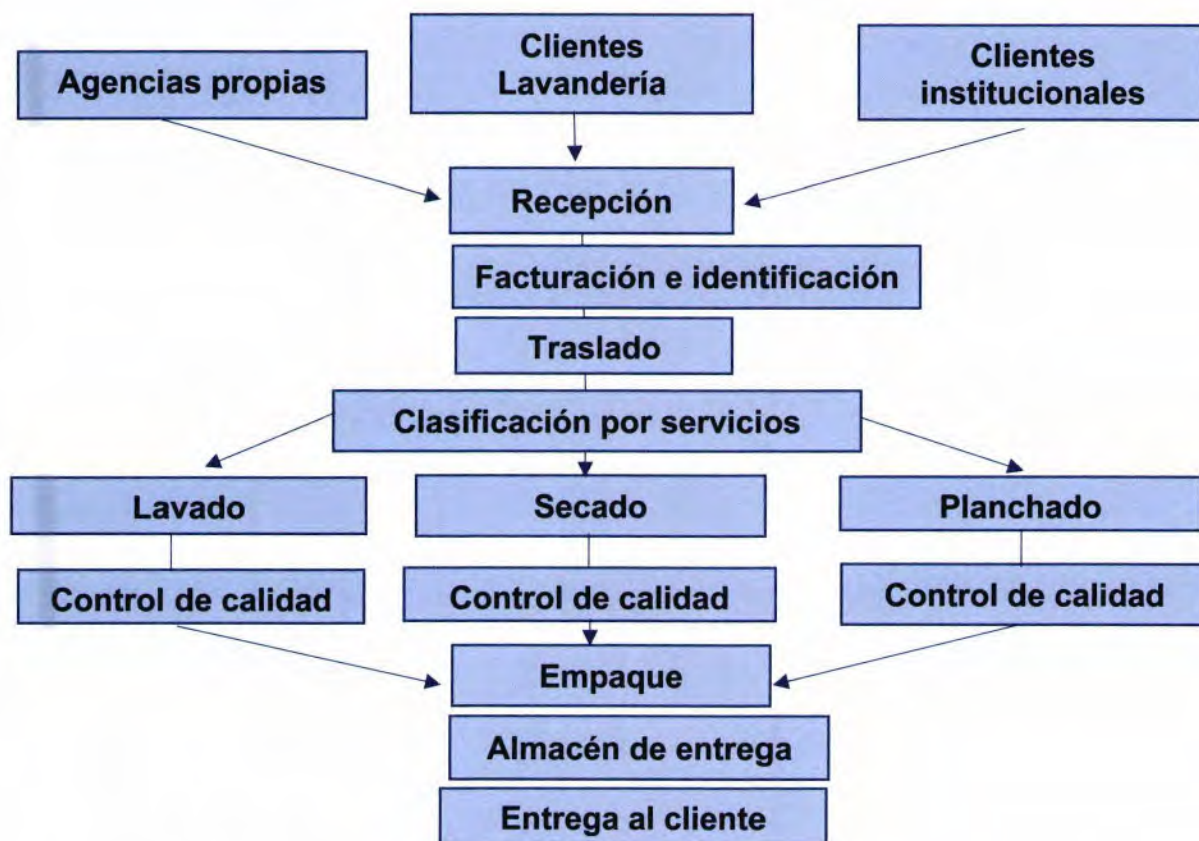 Agencias propias
Clientes
Lavandería
Clientes
institucionales
Recepción
Facturación e identificación
Traslado
Clasificación por servicios
Lavado
Secado
Planchado
Control de calidad
Control de calidad
Control de calidad
Empaque
Almacén de entrega
Entrega al cliente